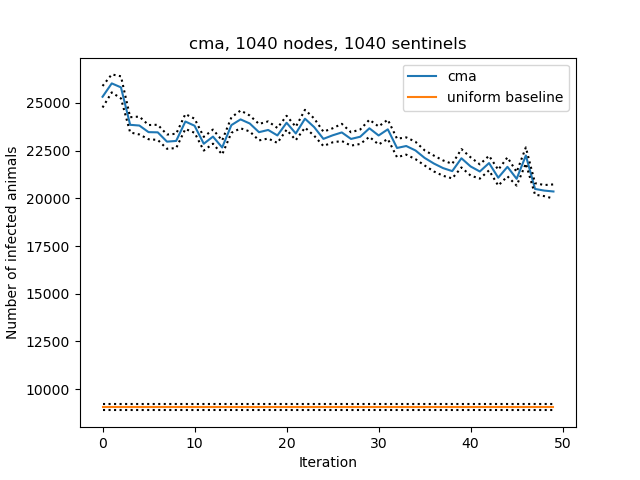 cma, 1040 nodes, 1040 sentinels
cma
uniform baseline
Number of infected animals
25000
22500
20000
17500
15000
12500
10000
0 10 20 30 40 50
Iteration